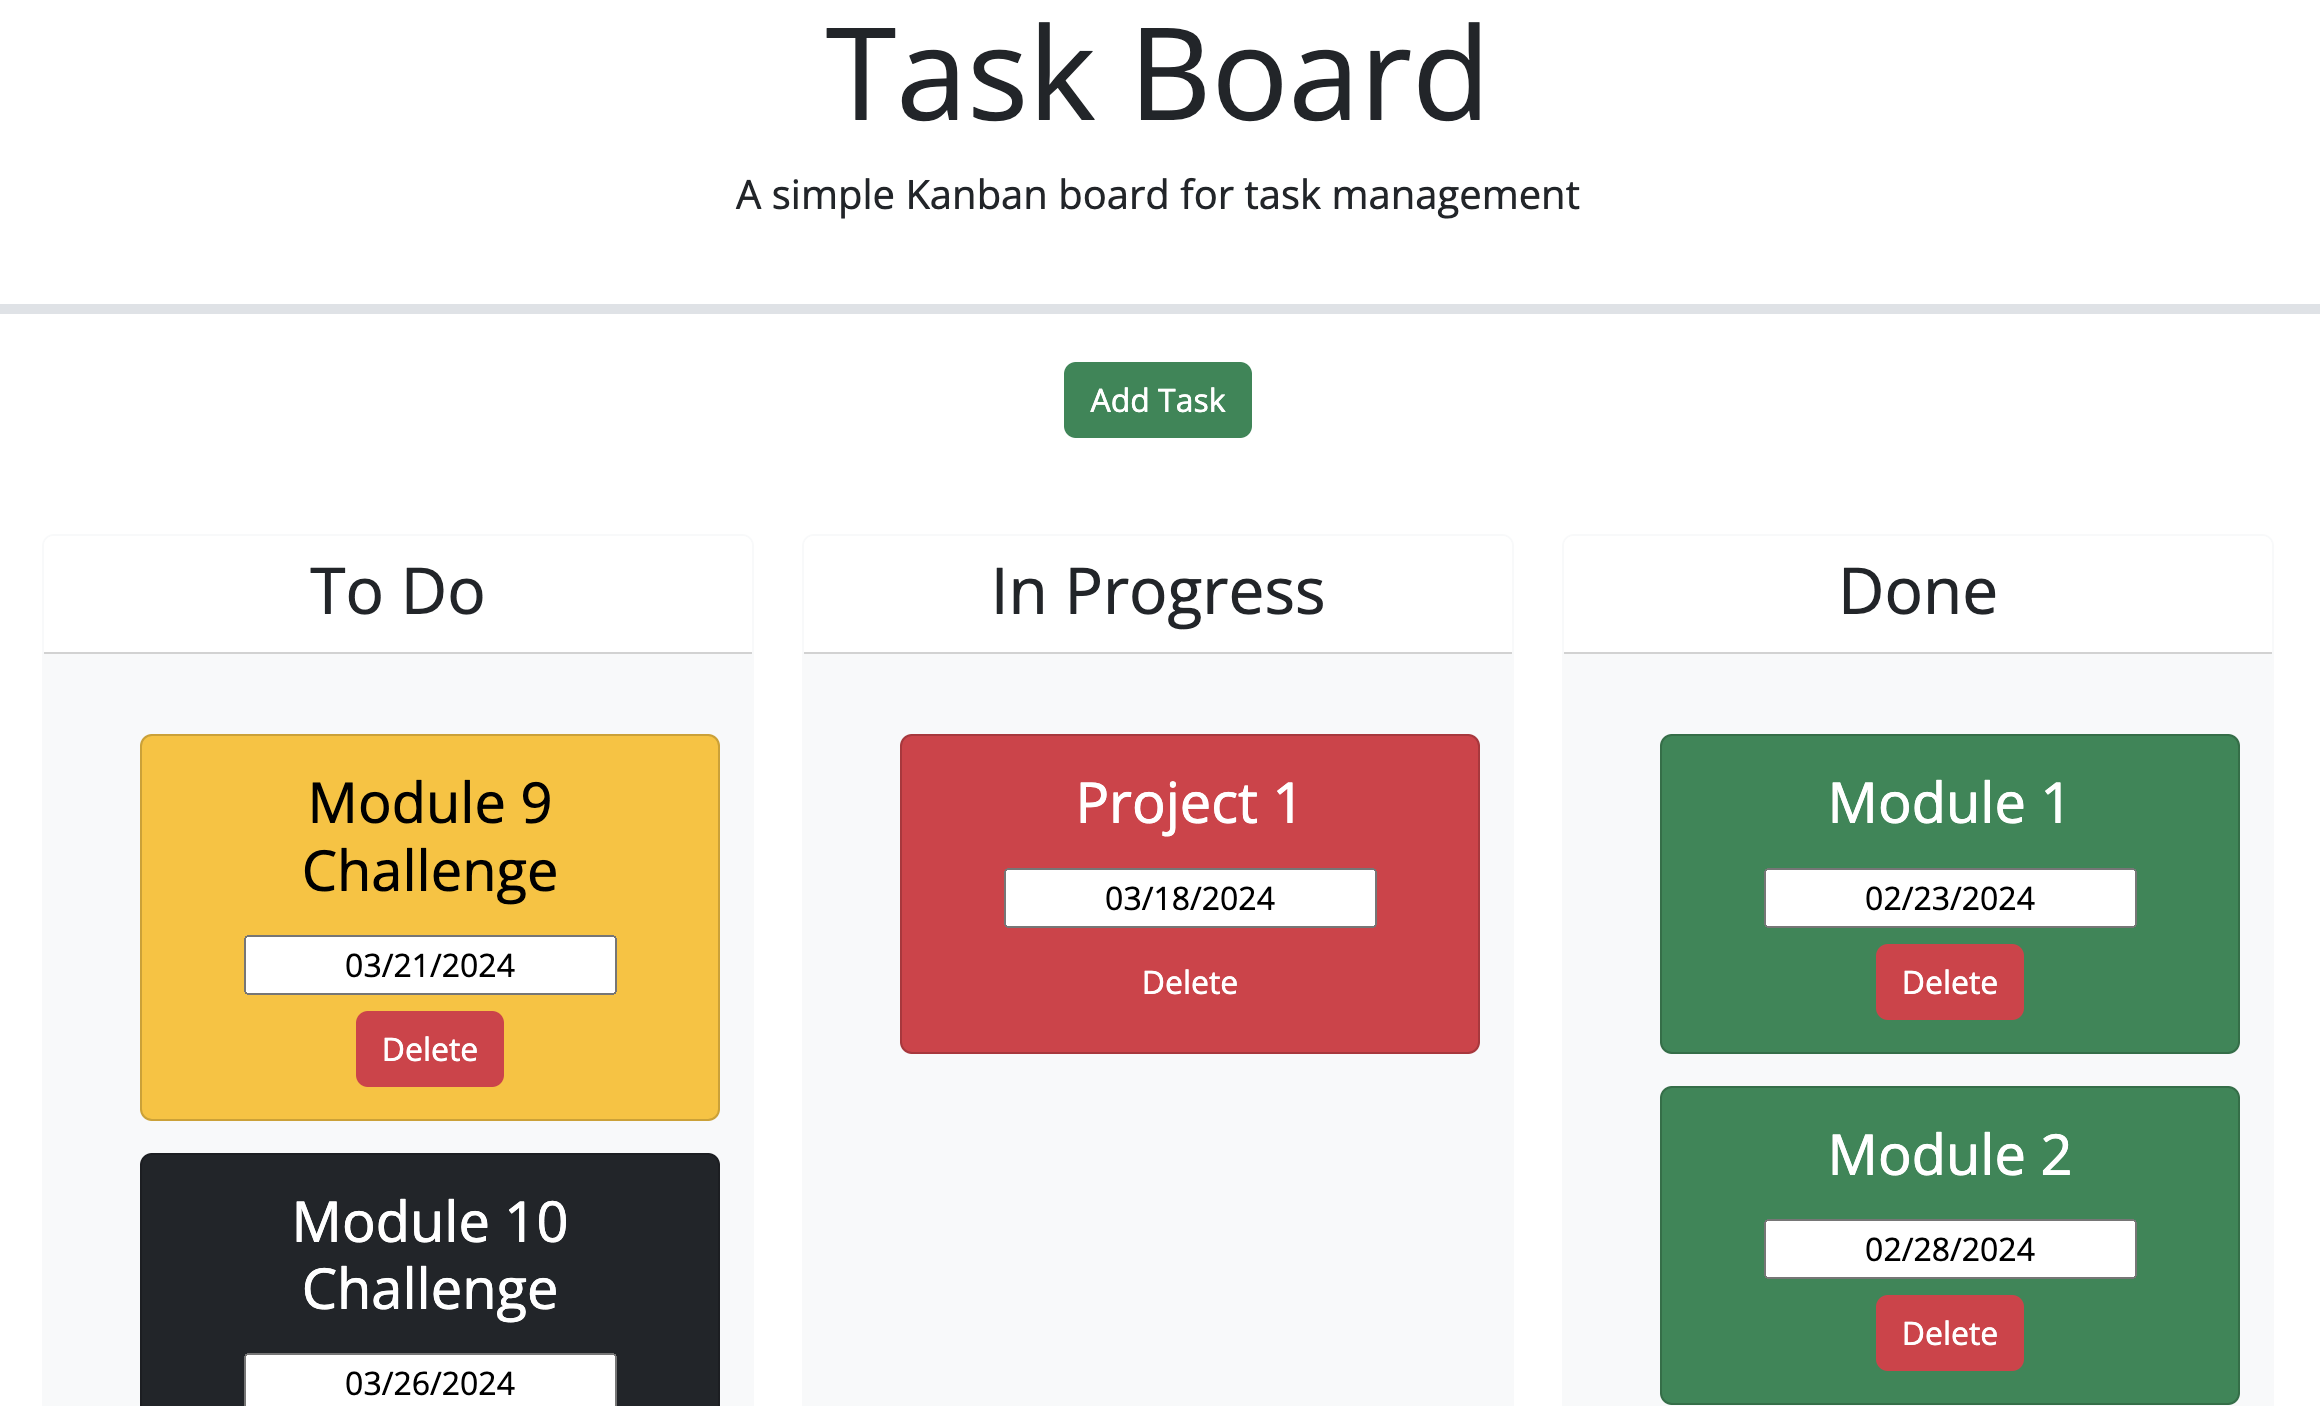 Task Board
A simple Kanban board for task management
Add Task
To Do
Module 9
Challenge
03/21/2024
Delete
Module 10
Challenge
03/26/2024
In Progress
Project 1
03/18/2024
Delete
Done
Module 1
02/23/2024
Delete
Module 2
02/28/2024
Delete